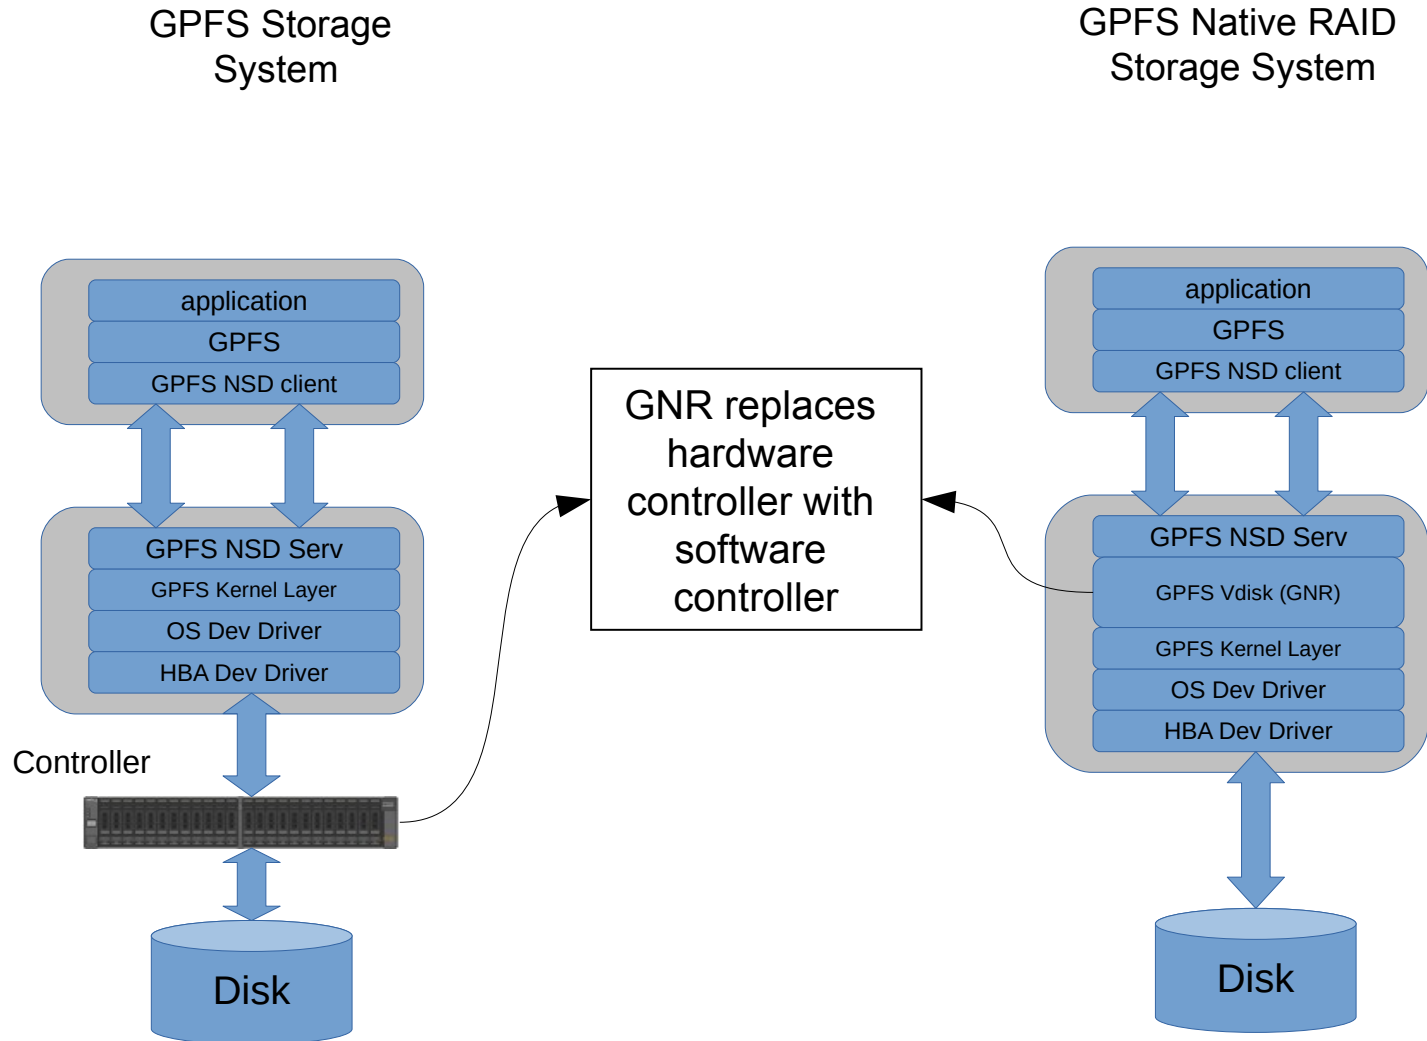 GPFS Storage
System
GPFS Native RAID
Storage System
application
GPFS
GPFS NSD client
GPFS NSD Serv
GPFS Kernel Layer
OS Dev Driver
HBA Dev Driver
Controller
Disk
GNR replaces
hardware
controller with
software
controller
application
GPFS
GPFS NSD client
GPFS NSD Serv
GPFS Vdisk (GNR)
GPFS Kernel Layer
OS Dev Driver
HBA Dev Driver
Disk